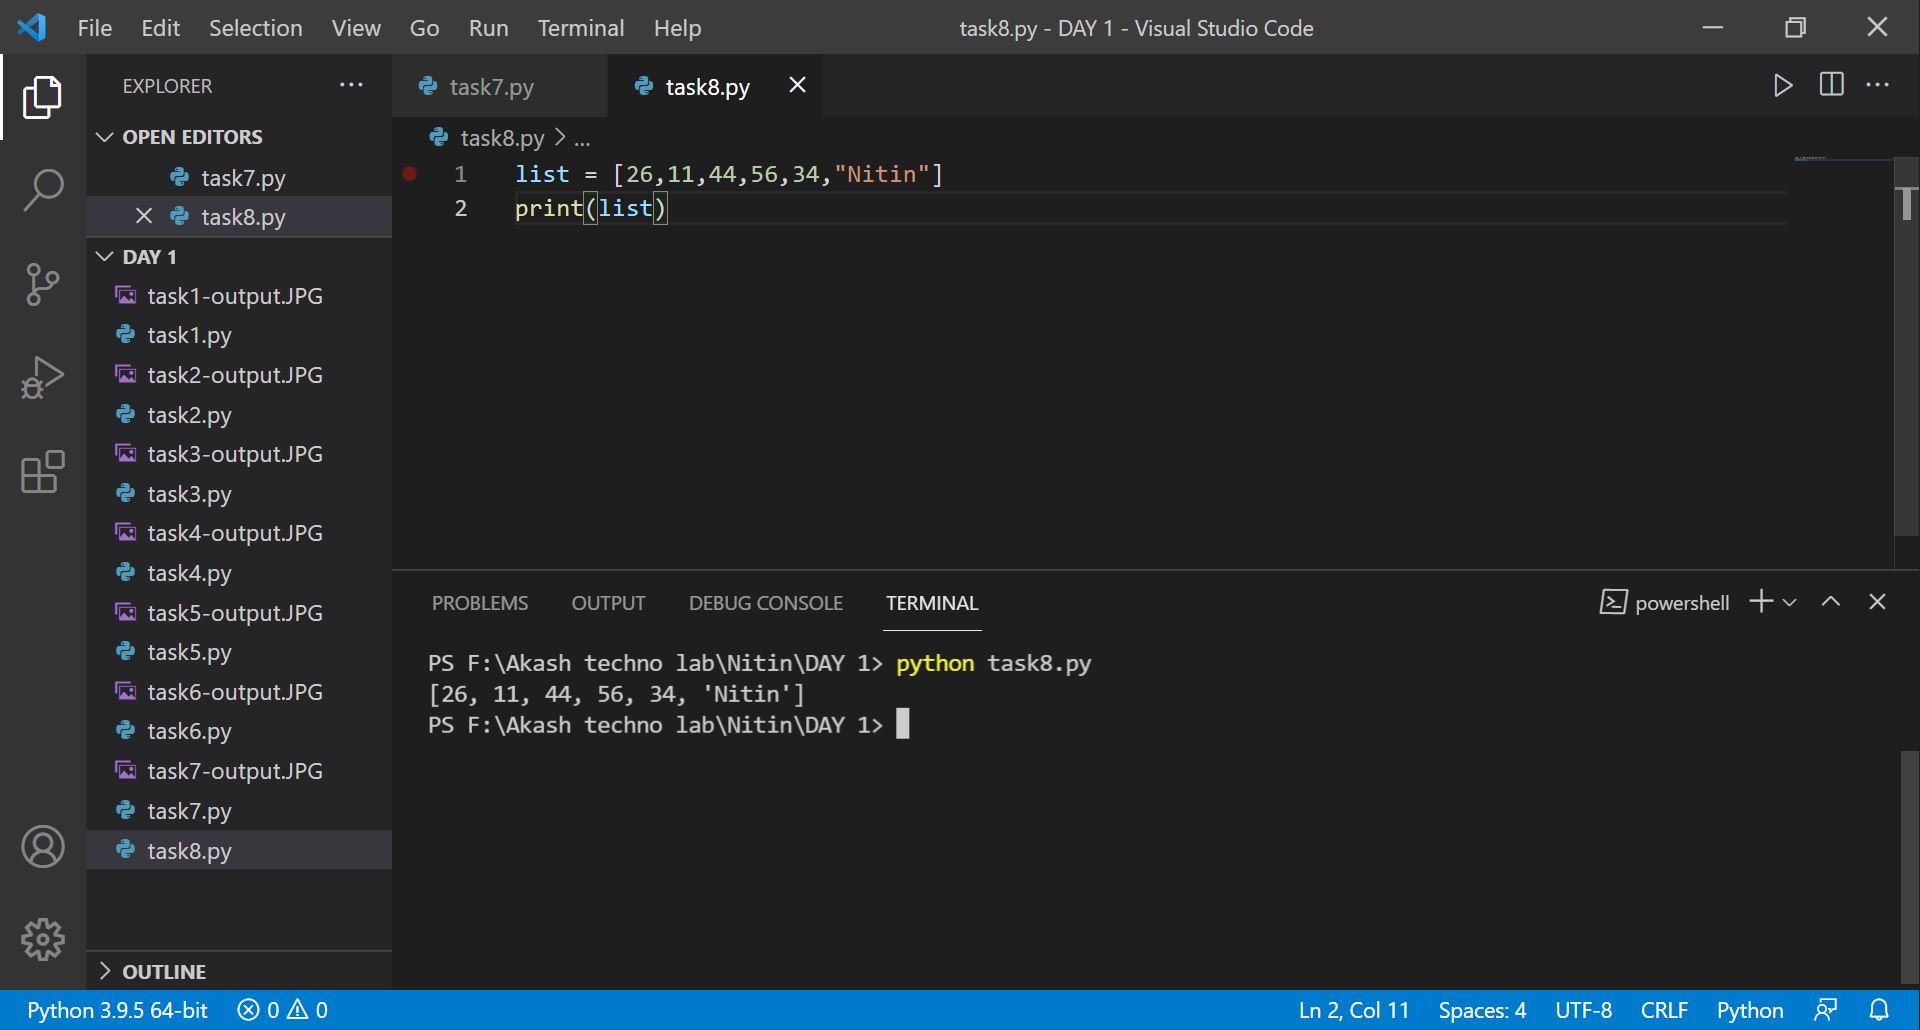 File Edit Selection View Go Run Terminal Help task8.py - DAY 1 - Visual Studio Code
EXPLORER
OPEN EDITORS
task7.py
task8.py
DAY 1
task1-output.JPG
task1.py
task2-output.JPG
task2.py
task3-output.JPG
task3.py
task4-output.JPG
task4.py
task5-output.JPG
task5.py
task6-output.JPG
task6.py
task7-output.JPG
task7.py
task8.py
OUTLINE
task7.py task8.py
task8.py > ...
1 list = [26,11,44,56,34,"Nitin"]
2 print(list)
PROBLEMS OUTPUT DEBUG CONSOLE TERMINAL powershell
PS F:\Akash techno lab\Nitin\DAY 1> python task8.py
[26, 11, 44, 56, 34, 'Nitin']
PS F:\Akash techno lab\Nitin\DAY 1>
Python 3.9.5 64-bit 0 0 Ln 2, Col 11 Spaces: 4 UTF-8 CRLF Python